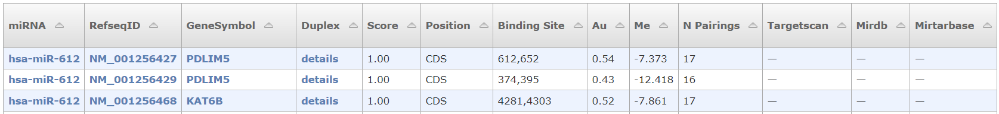 miRNA RefseqID GeneSymbol Duplex Score Position Binding Site Au Me N Pairings Targetscan Mirdb Mirtarbase
hsa-miR-612 NM_001256427 PDLIM5 details 1.00 CDS 612,652 0.54 -7.373 17 — — —
hsa-miR-612 NM_001256429 PDLIM5 details 1.00 CDS 374,395 0.43 -12.418 16 — — —
hsa-miR-612 NM_001256468 KAT6B details 1.00 CDS 4281,4303 0.52 -7.861 17 — — —